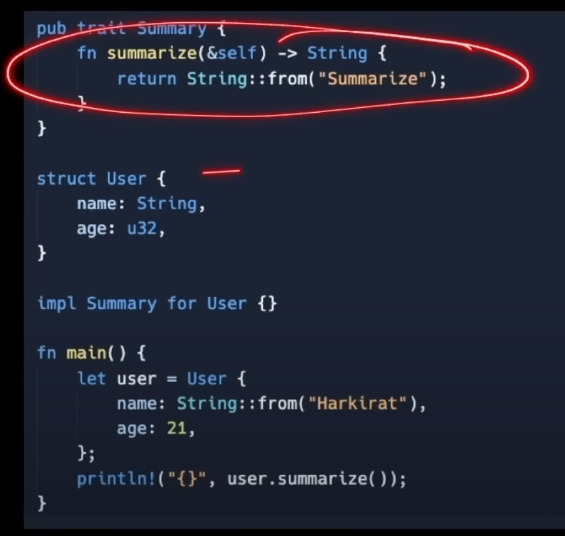 pub trait Summary {
    fn summarize(&self) -> String {
        return String::from("Summarize");
    }
}
struct User {
    name: String,
    age: u32,
}
impl Summary for User {}
fn main() {
    let user = User {
        name: String::from("Harkirat"),
        age: 21,
    };
    println!("{}", user.summarize());
}